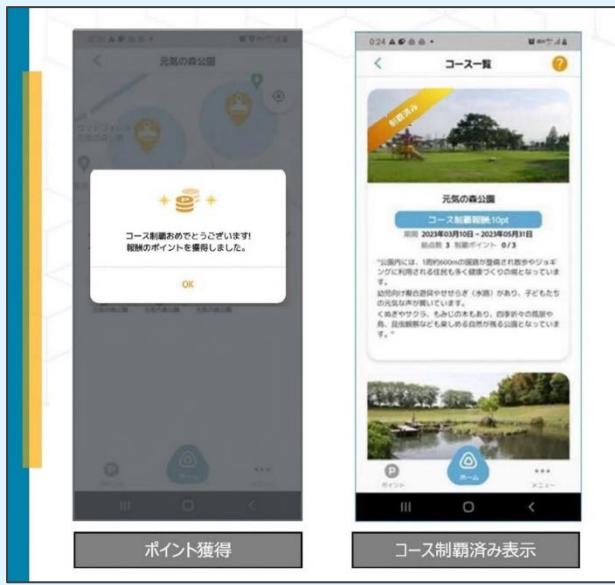 元気の森公園
コース制覇おめでとうございます!
報酬のポイントを獲得しました。
OK
ホーム
ポイント獲得
0:24
コース一覧
?
制覇済み
元気の森公園
コース制覇報酬:10pt
期間 2023年03月10日 ~ 2023年05月31日
拠点数 3 制覇ポイント 0 / 3
"公園内には、1周約600mの園路が整備され散歩やジョギ
ングに利用される住民も多く健康づくりの場となっていま
す。
幼児向け複合遊具やせせらぎ(水路)があり、子どもたち
の元気な声が響いています。
くぬぎやサクラ、もみじの木もあり、四季折々の風景や
鳥、昆虫観察なども楽しめる自然が残る公園となっていま
す。"
P
ポイント
ホーム
メニュー
コース制覇済み表示